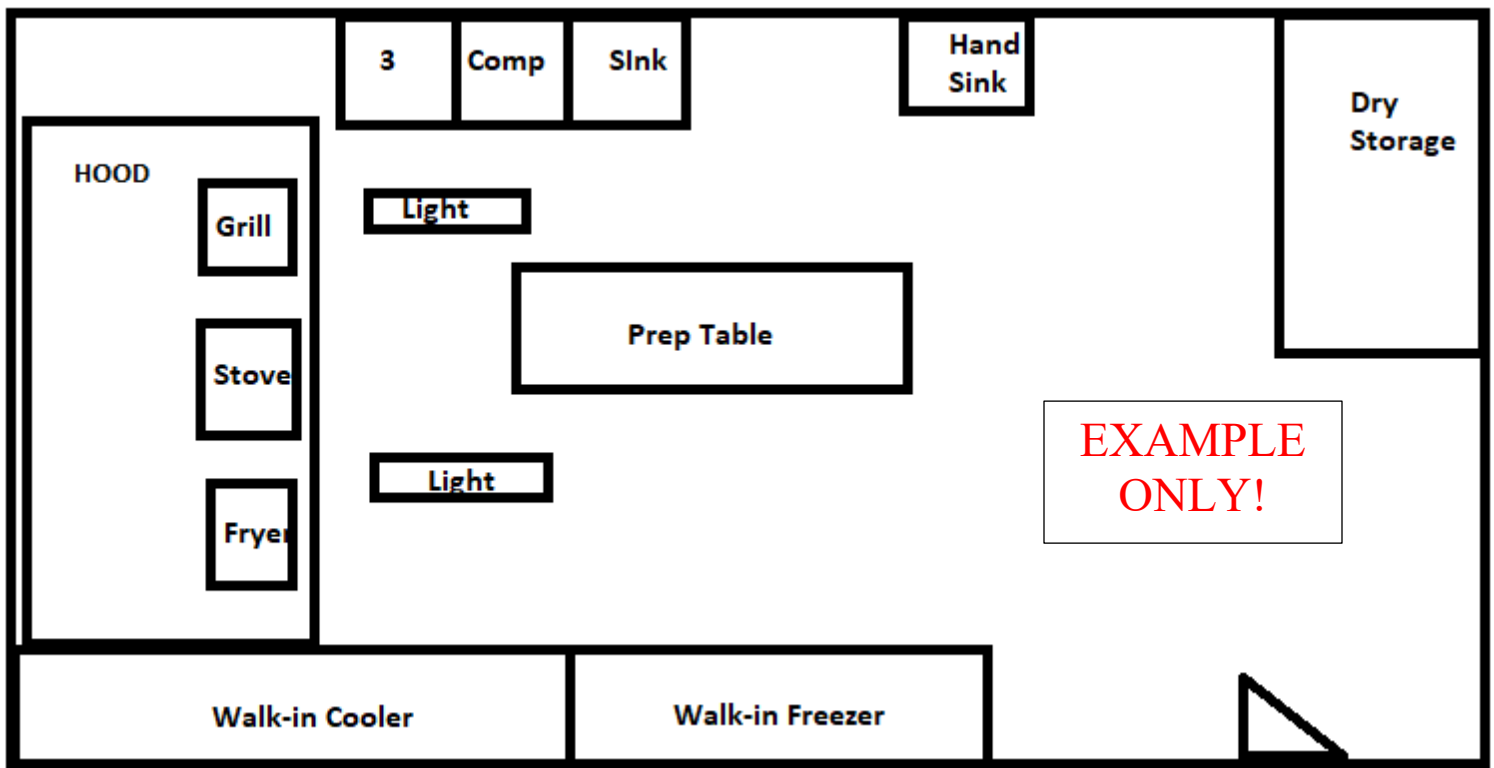 3 Comp SInk
Hand
Sink
Dry
Storage
HOOD
Grill
Light
Prep Table
Stove
EXAMPLE
ONLY!
Light
Fryer
Walk-in Cooler
Walk-in Freezer